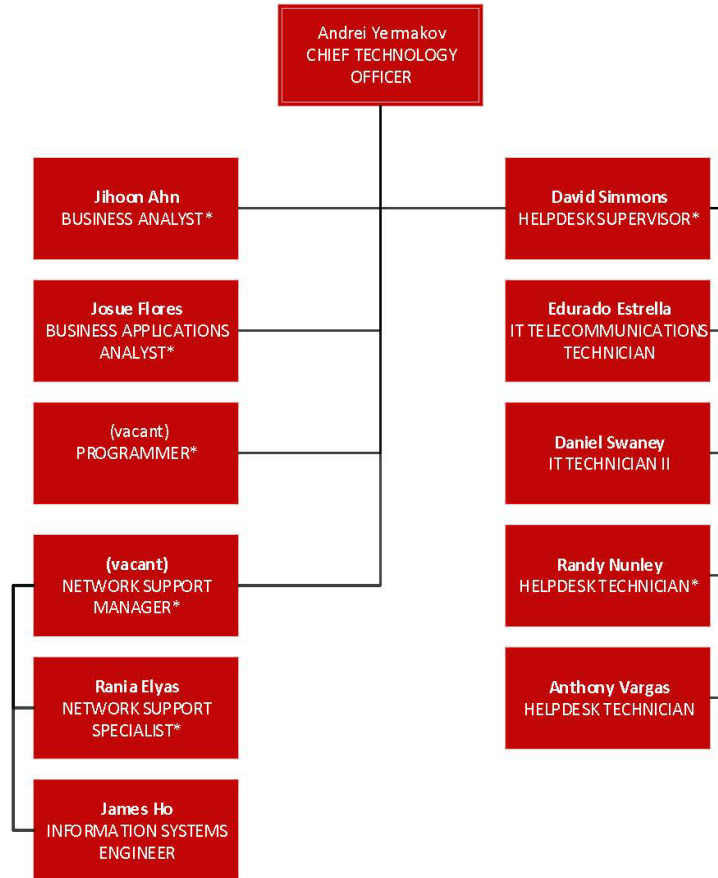 Andrei Yermakov
CHIEF TECHNOLOGY
OFFICER
Jihoon Ahn
BUSINESS ANALYST*
David Simmons
HELPDESK SUPERVISOR*
Josue Flores
BUSINESS APPLICATIONS
ANALYST*
Edurado Estrella
IT TELECOMMUNICATIONS
TECHNICIAN
(vacant)
PROGRAMMER*
Daniel Swaney
IT TECHNICIAN II
(vacant)
NETWORK SUPPORT
MANAGER*
Randy Nunley
HELPDESK TECHNICIAN*
Rania Elyas
NETWORK SUPPORT
SPECIALIST*
Anthony Vargas
HELPDESK TECHNICIAN
James Ho
INFORMATION SYSTEMS
ENGINEER